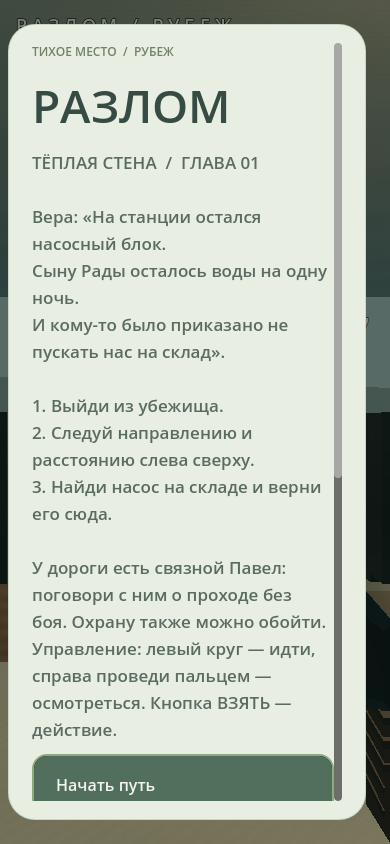 РАЗЛОМ / РУБЕЖ
ТИХОЕ МЕСТО / РУБЕЖ
РАЗЛОМ
ТЁПЛАЯ СТЕНА / ГЛАВА 01
Вера: «На станции остался
насосный блок.
Сыну Рады осталось воды на одну
ночь.
И кому-то было приказано не
пускать нас на склад».
1. Выйди из убежища.
2. Следуй направлению и
расстоянию слева сверху.
3. Найди насос на складе и верни
его сюда.
У дороги есть связной Павел:
поговори с ним о проходе без
боя. Охрану также можно обойти.
Управление: левый круг — идти,
справа проведи пальцем —
осмотреться. Кнопка ВЗЯТЬ —
действие.
Начать путь